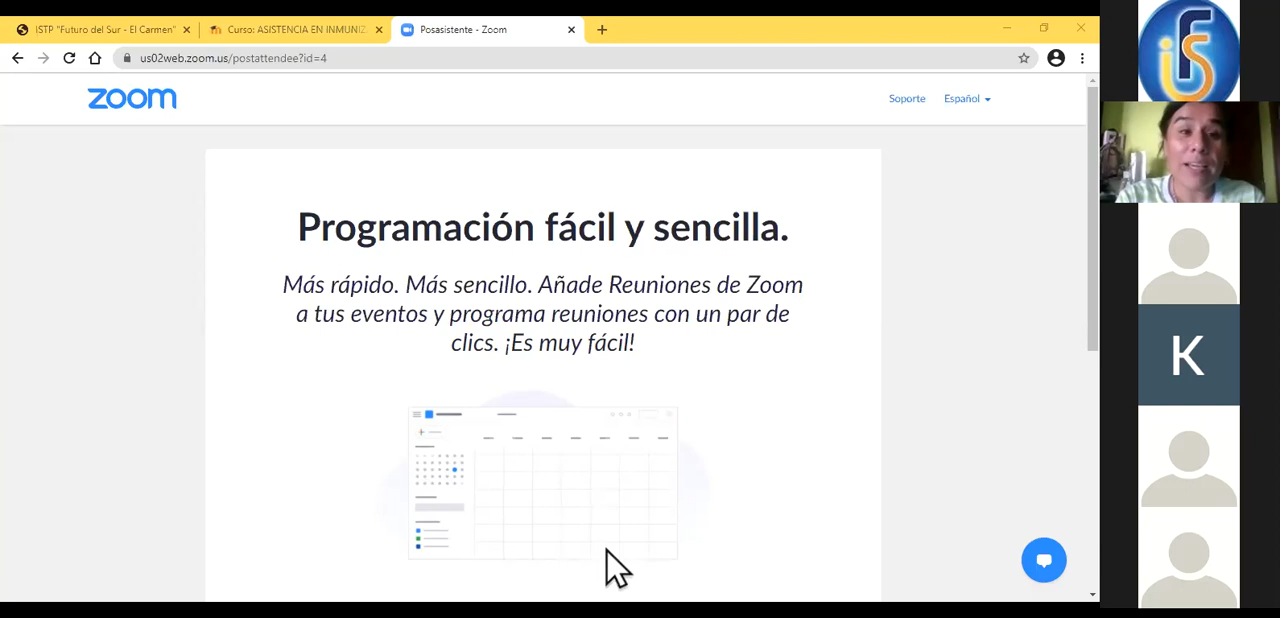 ISTP "Futuro del Sur - El Carmen"
Curso: ASISTENCIA EN INMUNIZ
Posasistente - Zoom
us02web.zoom.us/postattendee?id=4
zoom
Soporte
Español
Programación fácil y sencilla.
Más rápido. Más sencillo. Añade Reuniones de Zoom
a tus eventos y programa reuniones con un par de
clics. ¡Es muy fácil!
K